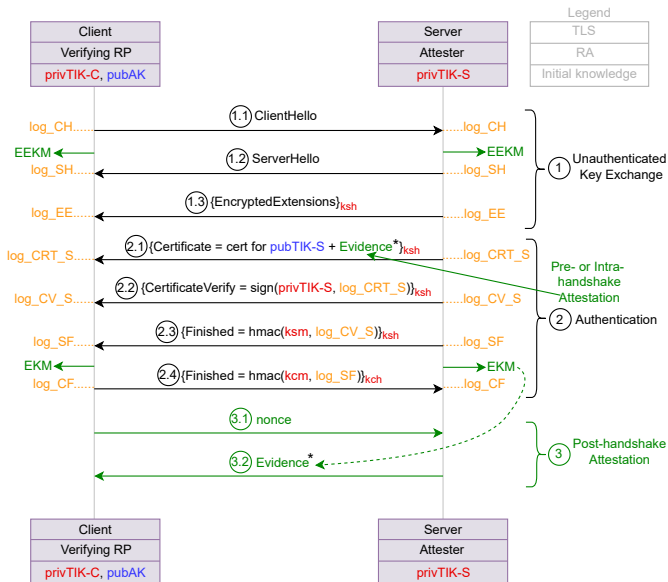 Legend
Client
Server
TLS
Verifying RP
Attester
RA
privTIK-C, pubAK
privTIK-S
Initial knowledge
1.1 ClientHello
log_CH......
......log_CH
EEKM
EEKM
1.2 ServerHello
log_SH......
......log_SH
1 Unauthenticated
Key Exchange
1.3 {EncryptedExtensions}ksh
log_EE......
......log_EE
2.1 {Certificate = cert for pubTIK-S + Evidence*}ksh
log_CRT_S....
....log_CRT_S
Pre- or Intra-
handshake
Attestation
2.2 {CertificateVerify = sign(privTIK-S, log_CRT_S)}ksh
log_CV_S.....
.....log_CV_S
2 Authentication
2.3 {Finished = hmac(ksm, log_CV_S)}ksh
log_SF......
......log_SF
EKM
EKM
2.4 {Finished = hmac(kcm, log_SF)}kch
log_CF......
......log_CF
3.1 nonce
3 Post-handshake
Attestation
3.2 Evidence*
Client
Server
Verifying RP
Attester
privTIK-C, pubAK
privTIK-S